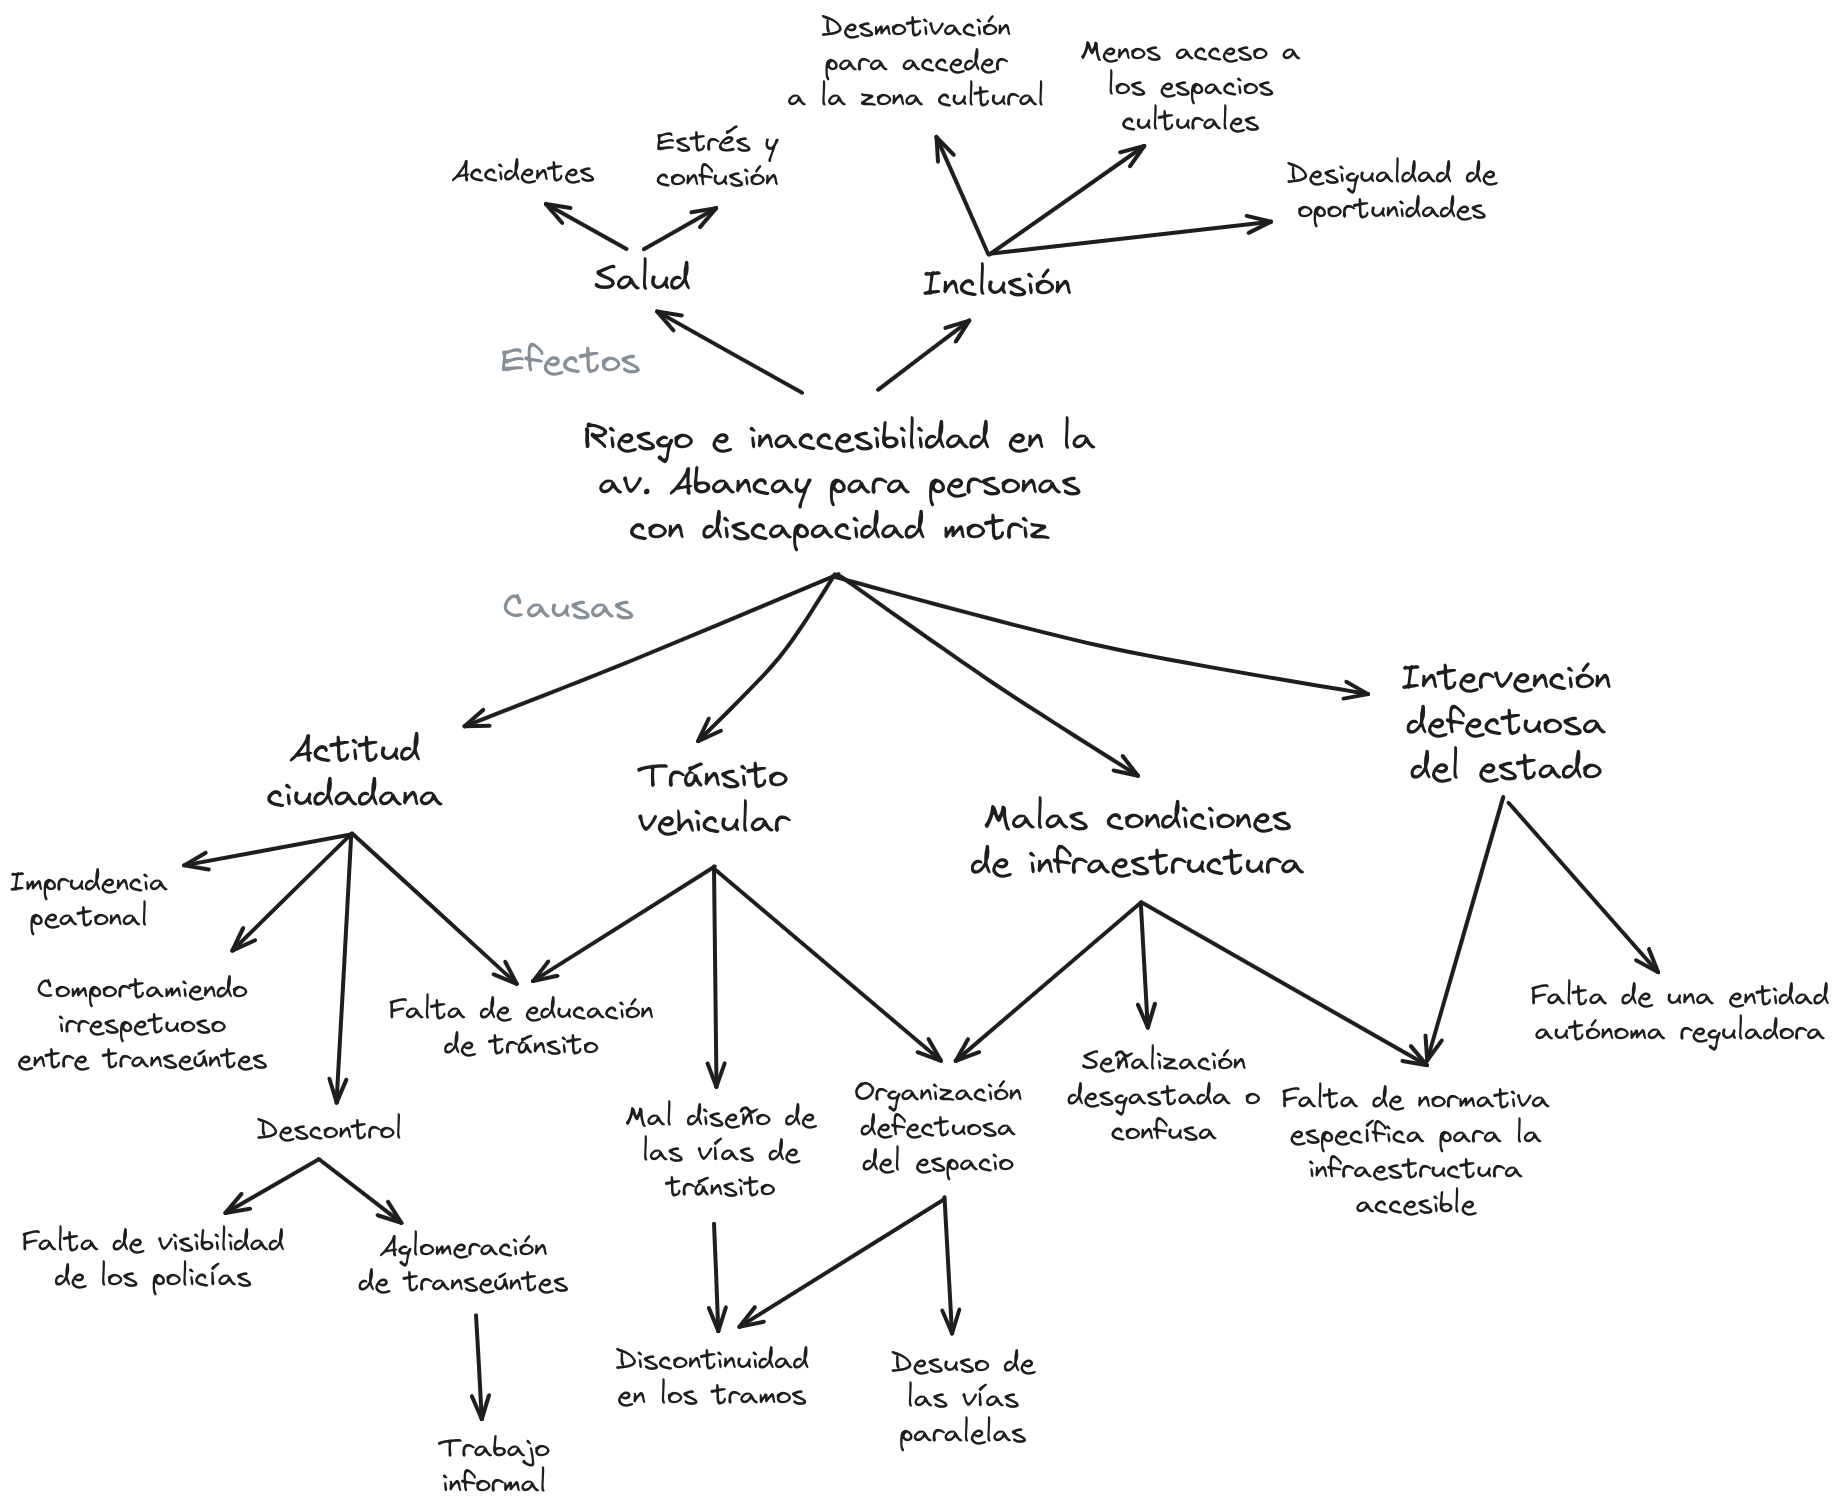 Desmotivación
para acceder
a la zona cultural
Menos acceso a
los espacios
culturales
Accidentes
Estrés y
confusión
Desigualdad de
oportunidades
Salud
Inclusión
Efectos
Riesgo e inaccesibilidad en la
av. Abancay para personas
con discapacidad motriz
Causas
Actitud
ciudadana
Tránsito
vehicular
Malas condiciones
de infraestructura
Intervención
defectuosa
del estado
Imprudencia
peatonal
Comportamiendo
irrespetuoso
entre transeúntes
Falta de educación
de tránsito
Descontrol
Mal diseño de
las vías de
tránsito
Organización
defectuosa
del espacio
Señalización
desgastada o
confusa
Falta de normativa
específica para la
infraestructura
accesible
Falta de una entidad
autónoma reguladora
Falta de visibilidad
de los policías
Aglomeración
de transeúntes
Discontinuidad
en los tramos
Desuso de
las vías
paralelas
Trabajo
informal